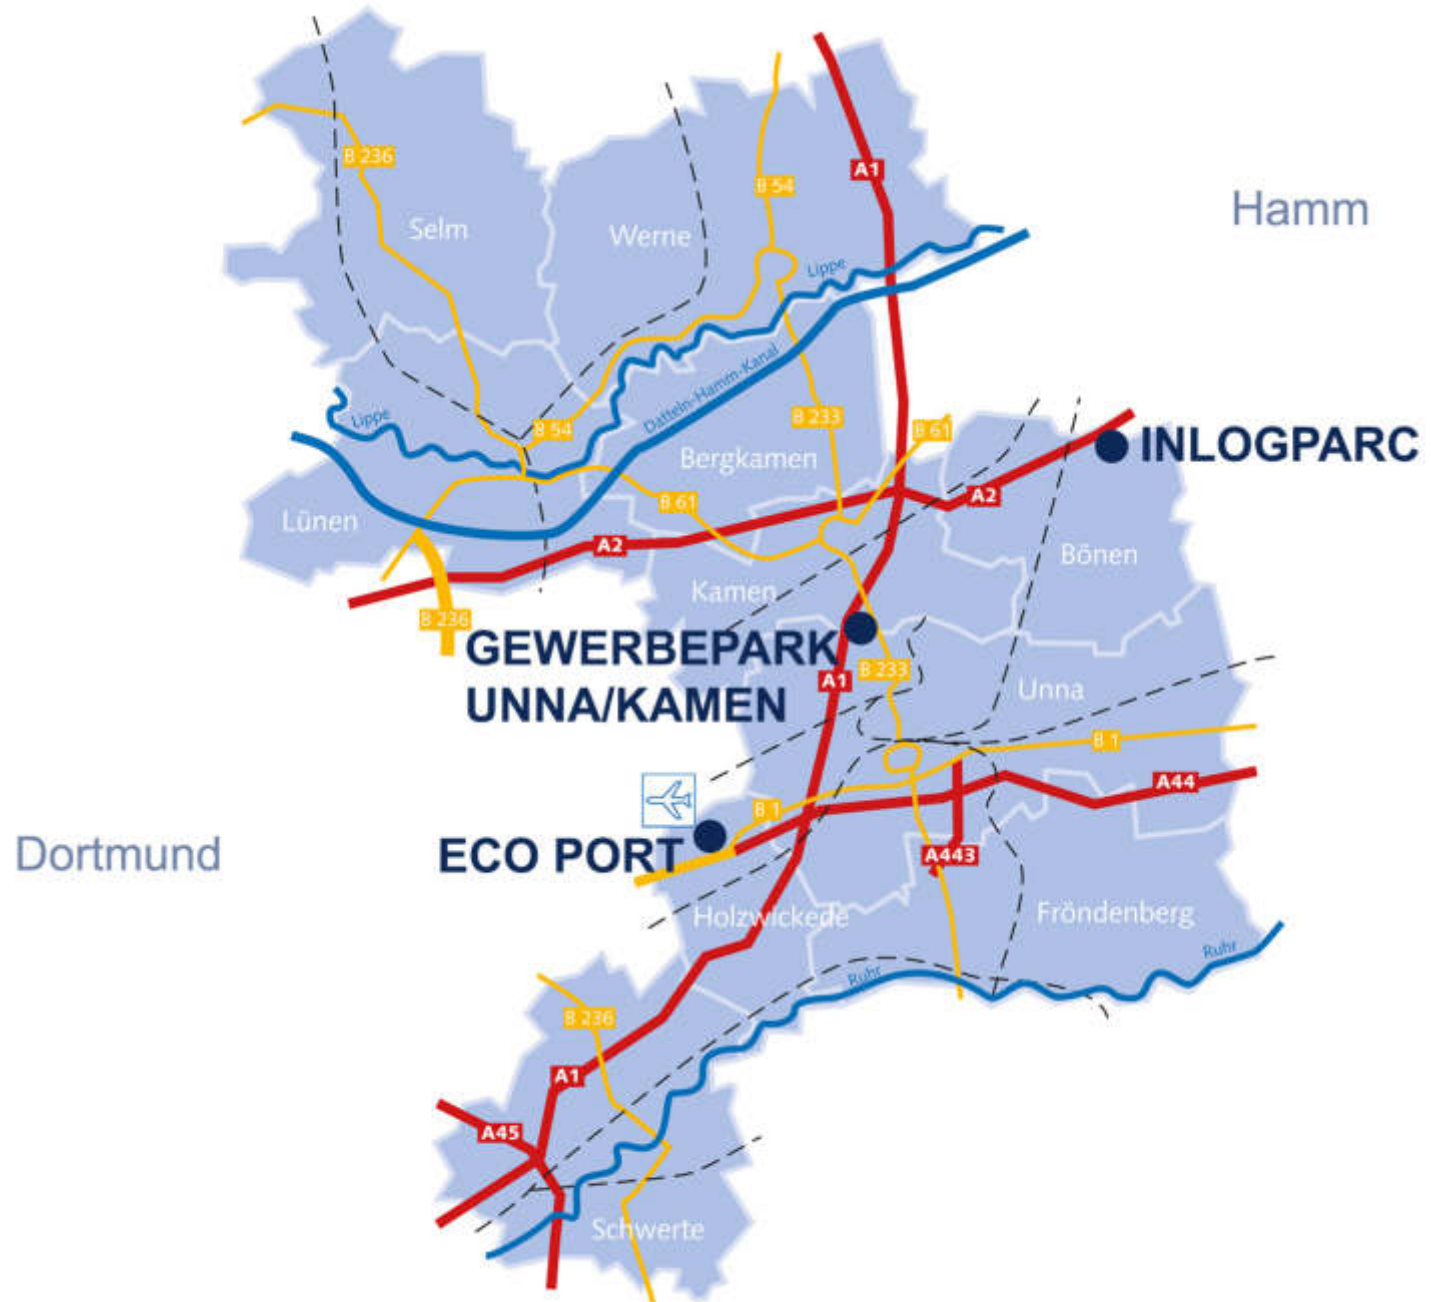 B 236
A1
B 54
Hamm
Selm
Werne
Lippe
Datteln-Hamm-Kanal
Lippe
B 54
B 233
B 61
INLOGPARC
Bergkamen
A2
B 61
Lünen
A2
Bönen
Kamen
B 236
GEWERBEPARK
UNNA/KAMEN
B 233
A1
Unna
B 1
A44
B 1
ECO PORT
Dortmund
A443
Holzwickede
Fröndenberg
Ruhr
Ruhr
B 236
A1
A45
Schwerte